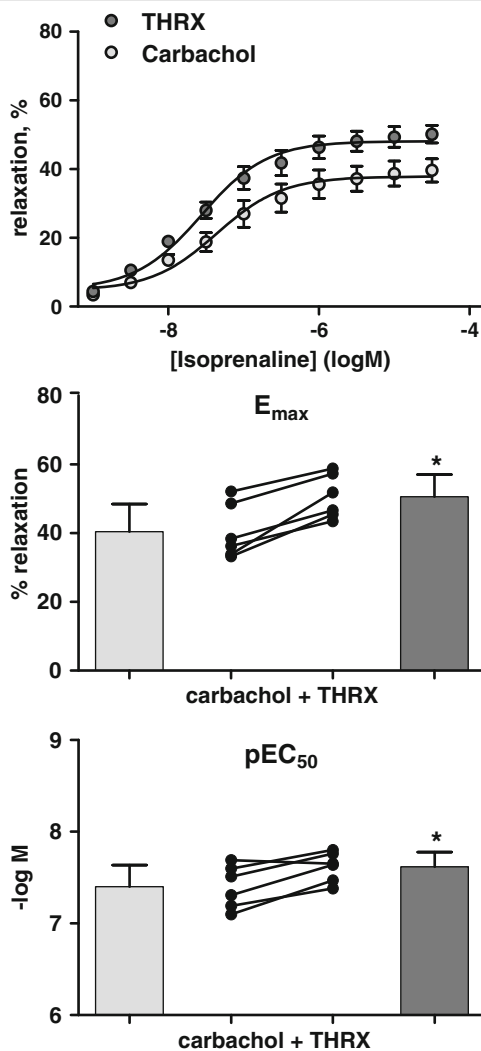 THRX
Carbachol
80
60
40
20
0
relaxation, %
-8
-6
-4
[Isoprenaline] (logM)
Emax
80
60
40
20
0
% relaxation
*
carbachol + THRX
pEC50
9
8
7
6
-log M
*
carbachol + THRX